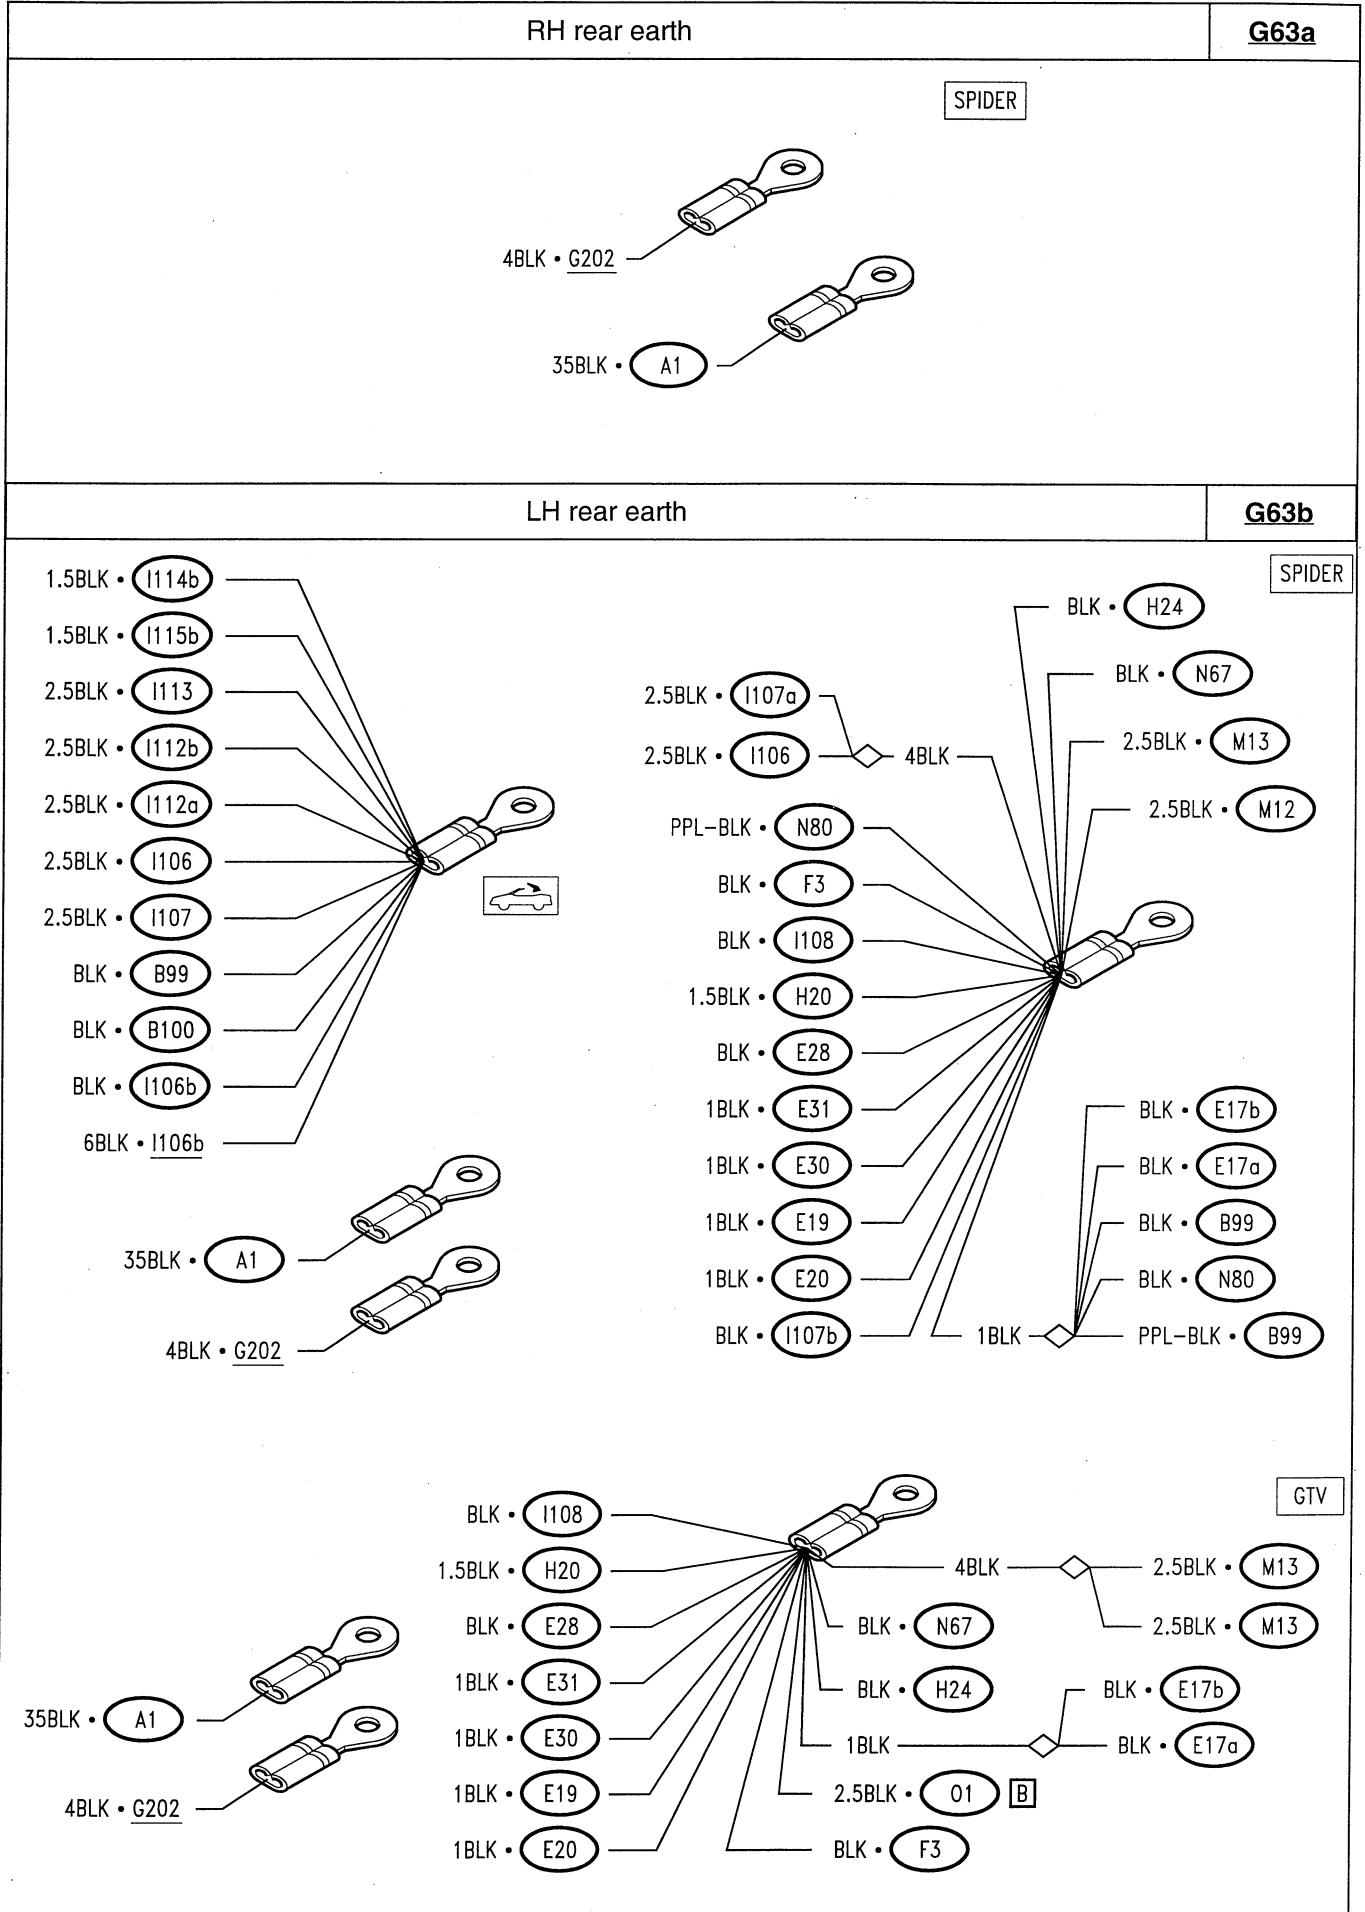 RH rear earth G63a
SPIDER
4BLK • G202
35BLK • A1
LH rear earth G63b
SPIDER
1.5BLK • I114b
1.5BLK • I115b
2.5BLK • I113
2.5BLK • I112b
2.5BLK • I112a
2.5BLK • I106
2.5BLK • I107
BLK • B99
BLK • B100
BLK • I106b
6BLK • I106b
35BLK • A1
4BLK • G202
2.5BLK • I107a
2.5BLK • I106
4BLK
PPL-BLK • N80
BLK • F3
BLK • I108
1.5BLK • H20
BLK • E28
1BLK • E31
1BLK • E30
1BLK • E19
1BLK • E20
BLK • I107b
BLK • H24
BLK • N67
2.5BLK • M13
2.5BLK • M12
1BLK
BLK • E17b
BLK • E17a
BLK • B99
BLK • N80
PPL-BLK • B99
GTV
35BLK • A1
4BLK • G202
BLK • I108
1.5BLK • H20
BLK • E28
1BLK • E31
1BLK • E30
1BLK • E19
1BLK • E20
4BLK
2.5BLK • M13
2.5BLK • M13
BLK • N67
BLK • H24
1BLK
BLK • E17b
BLK • E17a
2.5BLK • O1 B
BLK • F3